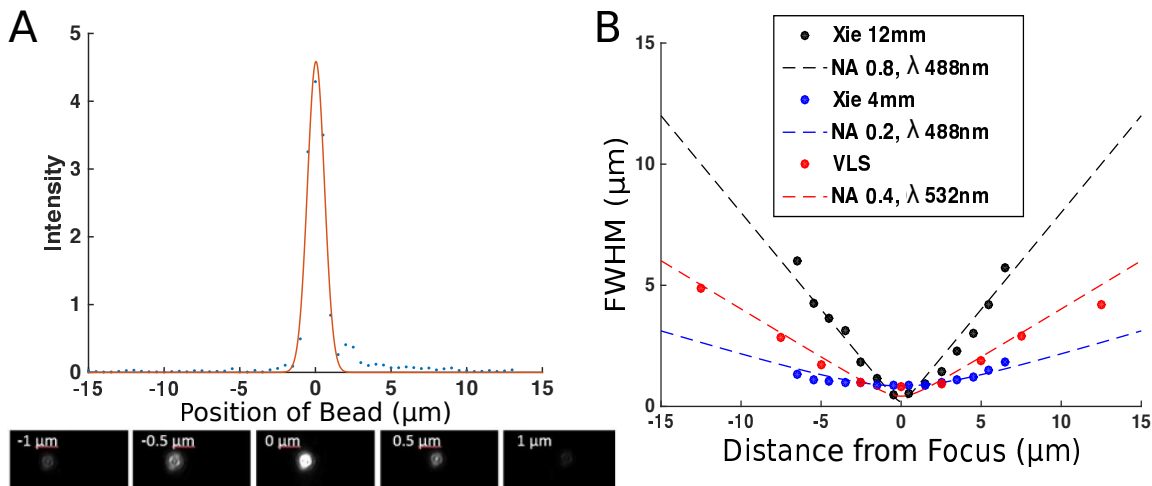 A
5
4
3
2
1
0
Intensity
-15 -10 -5 0 5 10 15
Position of Bead (μm)
-1 μm -0.5 μm 0 μm 0.5 μm 1 μm
B
15
10
5
0
FWHM (μm)
Xie 12mm
NA 0.8, λ 488nm
Xie 4mm
NA 0.2, λ 488nm
VLS
NA 0.4, λ 532nm
-15 -10 -5 0 5 10 15
Distance from Focus (μm)